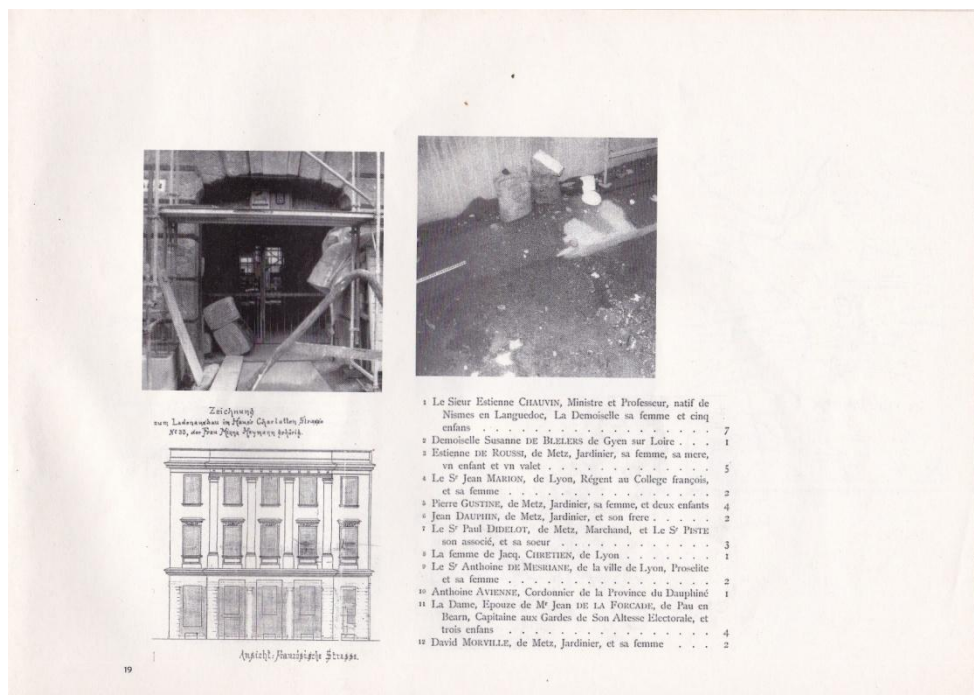 Zeichnung
zum Ladenausbau im Hause Charlotten Strasse
No 33, der Frau Minna Heymann gehörig.
Ansicht: Französische Strasse.
1 Le Sieur Estienne CHAUVIN, Ministre et Professeur, natif de
Nismes en Languedoc, La Demoiselle sa femme et cinq
enfans . . . . . . . . . . . . . . . . . . 7
2 Demoiselle Susanne DE BLELERS de Gyen sur Loire . . . 1
3 Estienne DE ROUSSI, de Metz, Jardinier, sa femme, sa mere,
vn enfant et vn valet . . . . . . . . . . . . . . 5
4 Le Sr Jean MARION, de Lyon, Régent au College françois,
et sa femme . . . . . . . . . . . . . . . . . 2
5 Pierre GUSTINE, de Metz, Jardinier, sa femme, et deux enfants 4
6 Jean DAUPHIN, de Metz, Jardinier, et son frere . . . . . 2
7 Le Sr Paul DIDELOT, de Metz, Marchand, et Le Sr PISTE
son associé, et sa soeur . . . . . . . . . . . . . 3
8 La femme de Jacq. CHRETIEN, de Lyon . . . . . . . 1
9 Le Sr Anthoine DE MESRIANE, de la ville de Lyon, Proselite
et sa femme . . . . . . . . . . . . . . . . . 2
10 Anthoine AVIENNE, Cordonnier de la Province du Dauphiné 1
11 La Dame, Epouze de Mr Jean DE LA FORCADE, de Pau en
Bearn, Capitaine aux Gardes de Son Altesse Electorale, et
trois enfans . . . . . . . . . . . . . . . . . 4
12 David MORVILLE, de Metz, Jardinier, et sa femme . . . 2
19